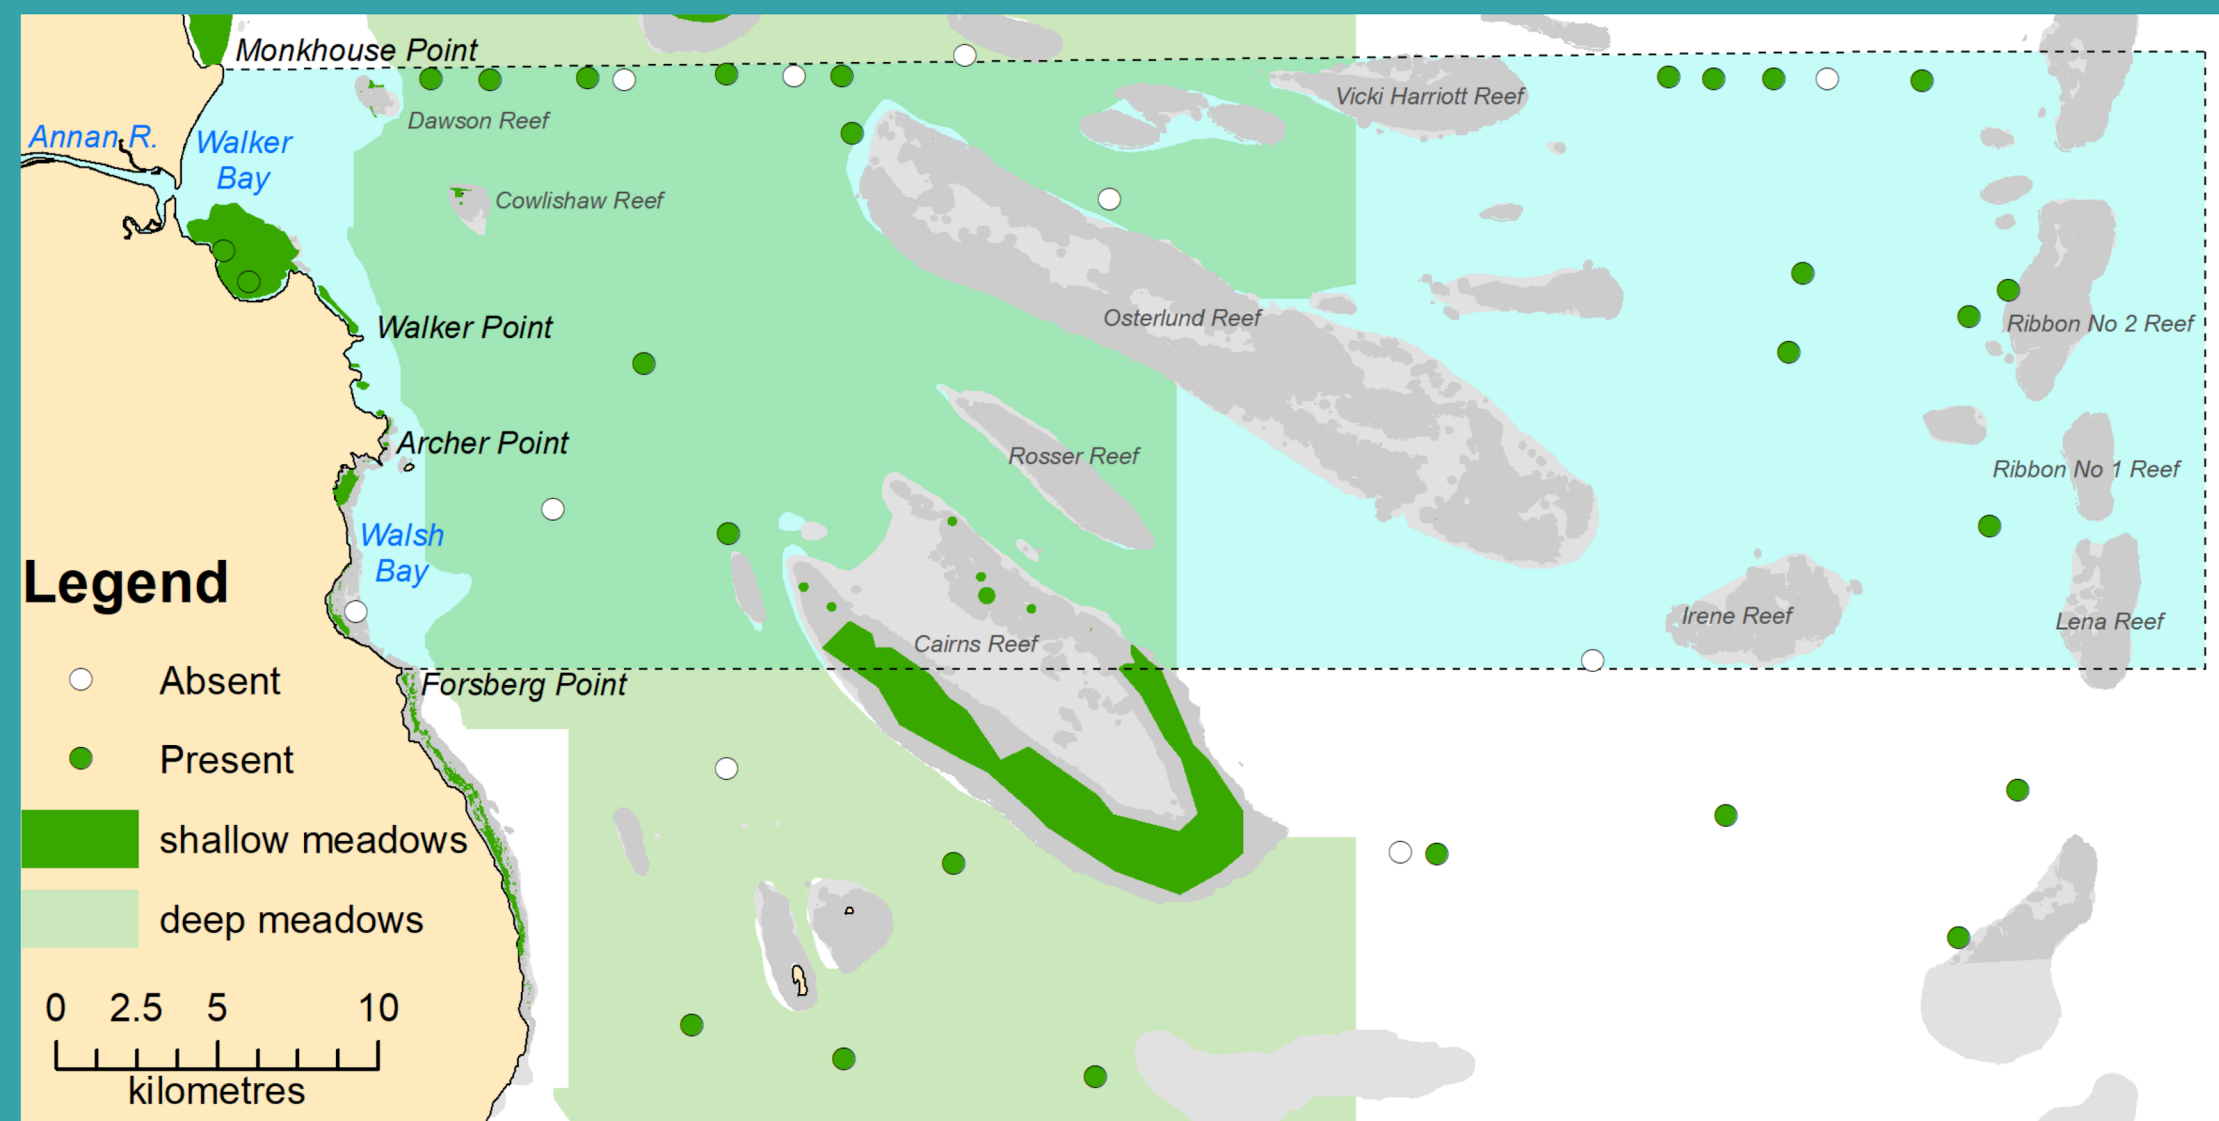 Monkhouse Point
Vicki Harriott Reef
Dawson Reef
Annan R.
Walker
Bay
Cowlishaw Reef
Osterlund Reef
Ribbon No 2 Reef
Walker Point
Archer Point
Rosser Reef
Ribbon No 1 Reef
Walsh
Bay
Irene Reef
Lena Reef
Cairns Reef
Forsberg Point
Legend
Absent
Present
shallow meadows
deep meadows
0 2.5 5 10
kilometres